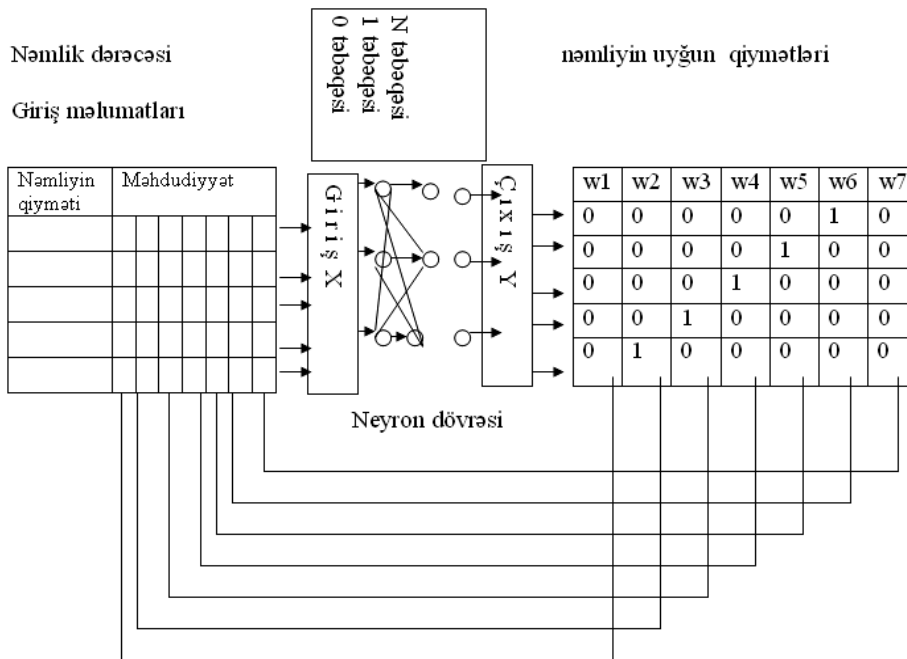 Nəmlik dərəcəsi
Giriş məlumatları
N təbəqəsi
1 təbəqəsi
0 təbəqəsi
nəmliyin uyğun qiymətləri
Nəmliyin qiyməti
Məhdudiyyət
Giriş X
Çıxış Y
w1 w2 w3 w4 w5 w6 w7
0 0 0 0 0 1 0
0 0 0 0 1 0 0
0 0 0 1 0 0 0
0 0 1 0 0 0 0
0 1 0 0 0 0 0
Neyron dövrəsi